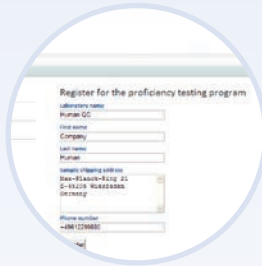 Register for the proficiency testing program
Laboratory name
Human QC
First name
Company
Last name
Human
Sample shipping address
Max-Planck-Ring 21
D-65205 Wiesbaden
Germany
Phone number